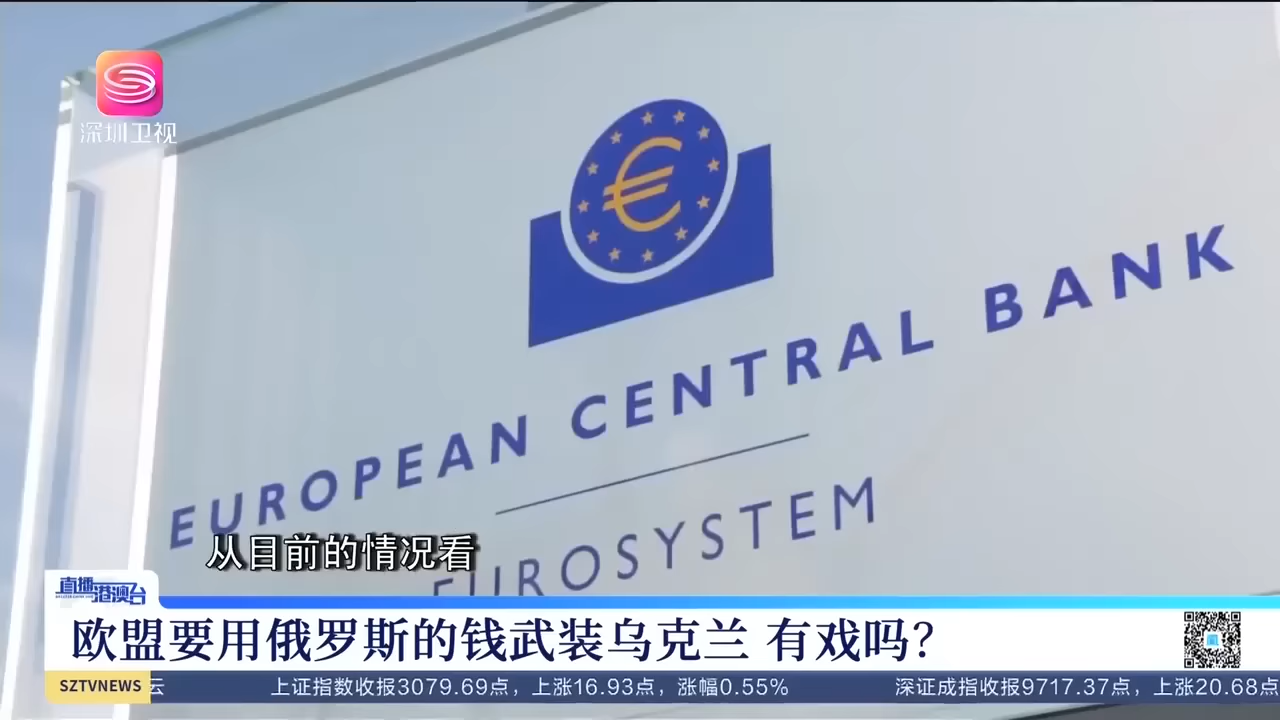 深圳卫视
EUROPEAN CENTRAL BANK
EUROSYSTEM
从目前的情况看
直播港澳台
欧盟要用俄罗斯的钱武装乌克兰 有戏吗?
SZTVNEWS
云 上证指数收报3079.69点，上涨16.93点，涨幅0.55% 深证成指收报9717.37点，上涨20.68点